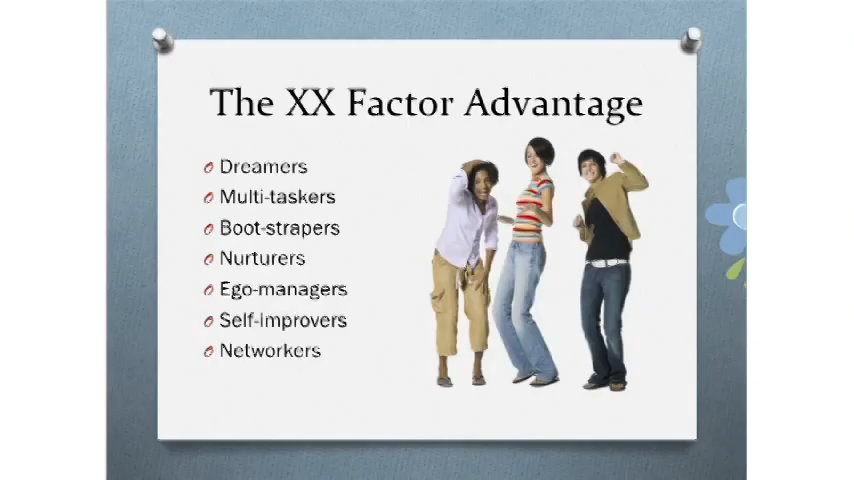 The XX Factor Advantage
Dreamers
Multi-taskers
Boot-strapers
Nurturers
Ego-managers
Self-improvers
Networkers